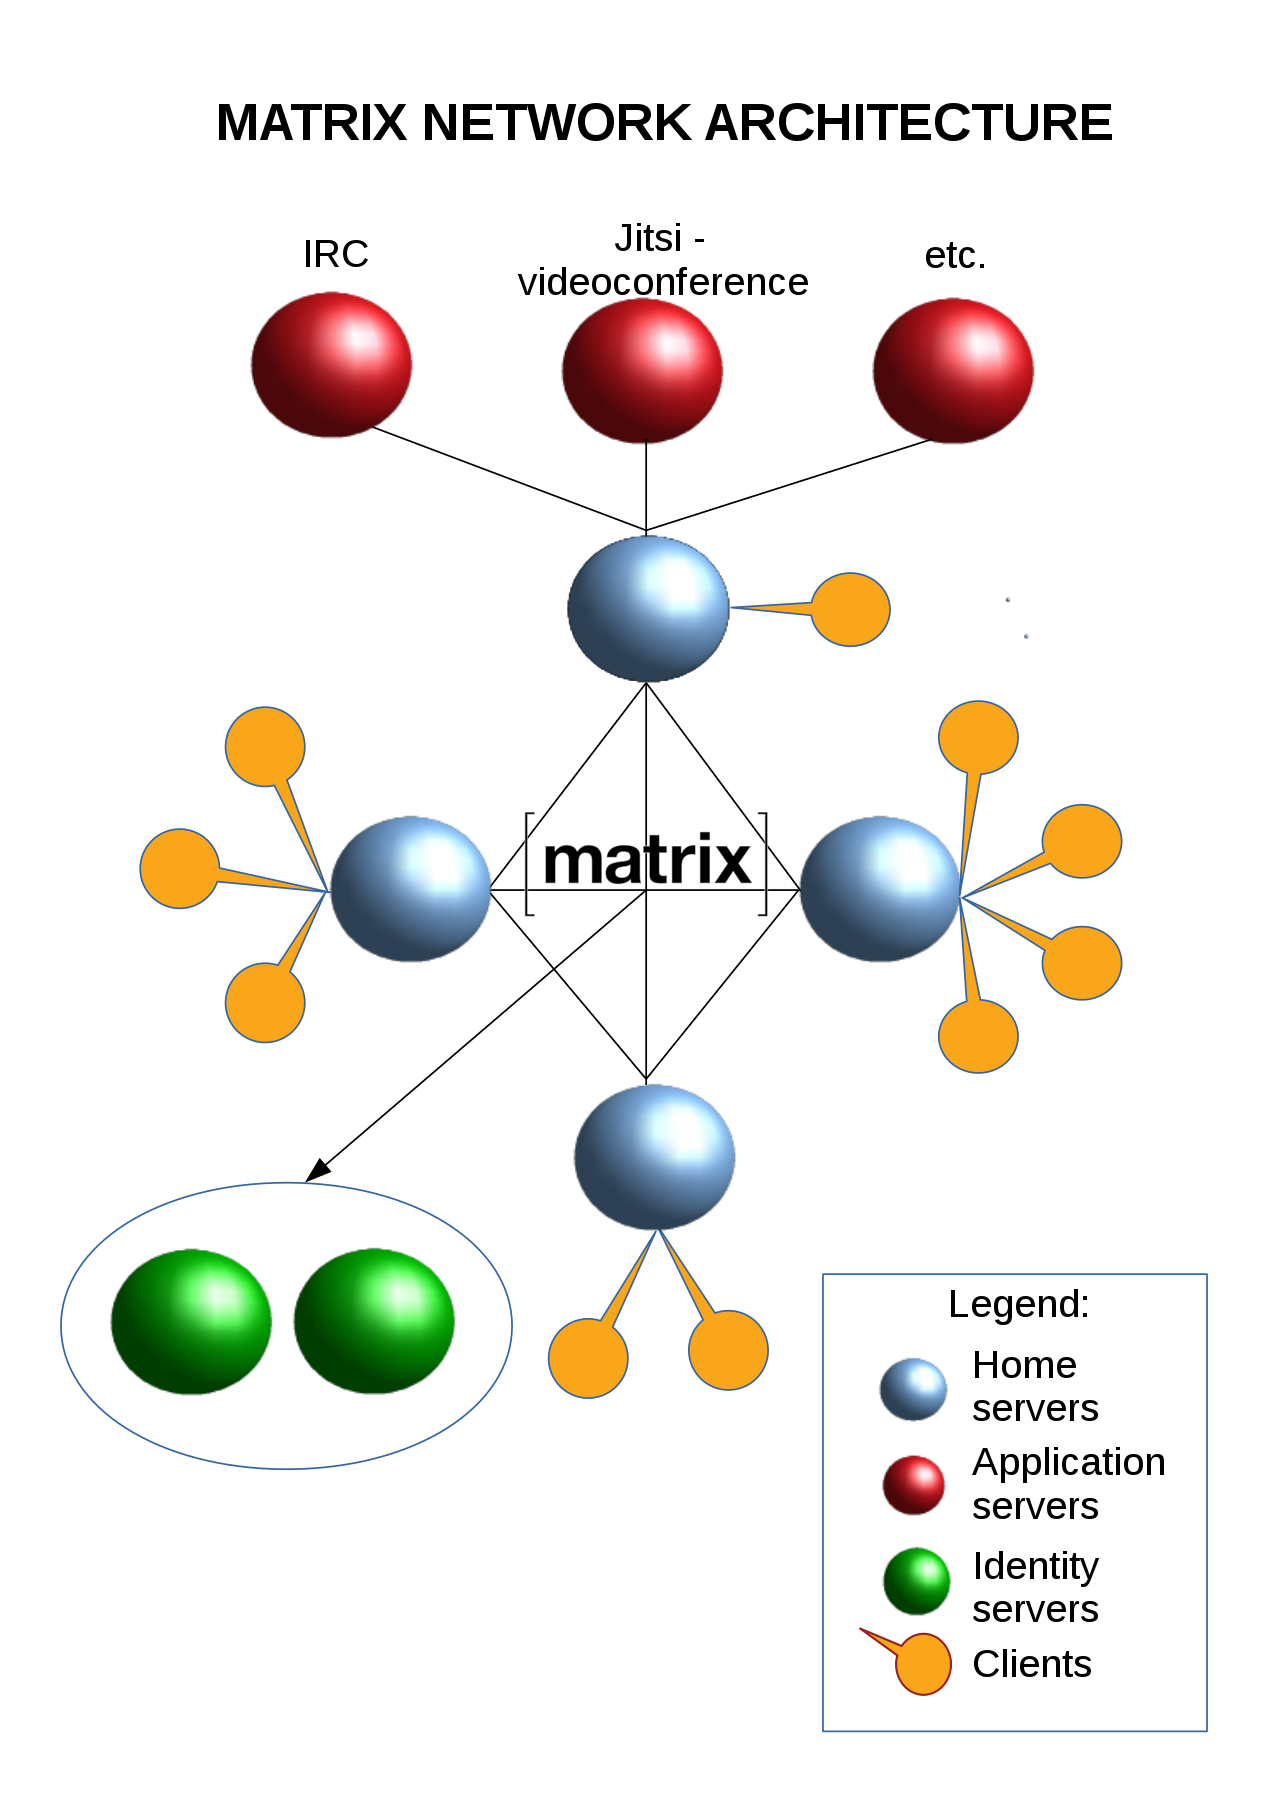 MATRIX NETWORK ARCHITECTURE
IRC
Jitsi -
videoconference
etc.
[matrix]
Legend:
Home
servers
Application
servers
Identity
servers
Clients